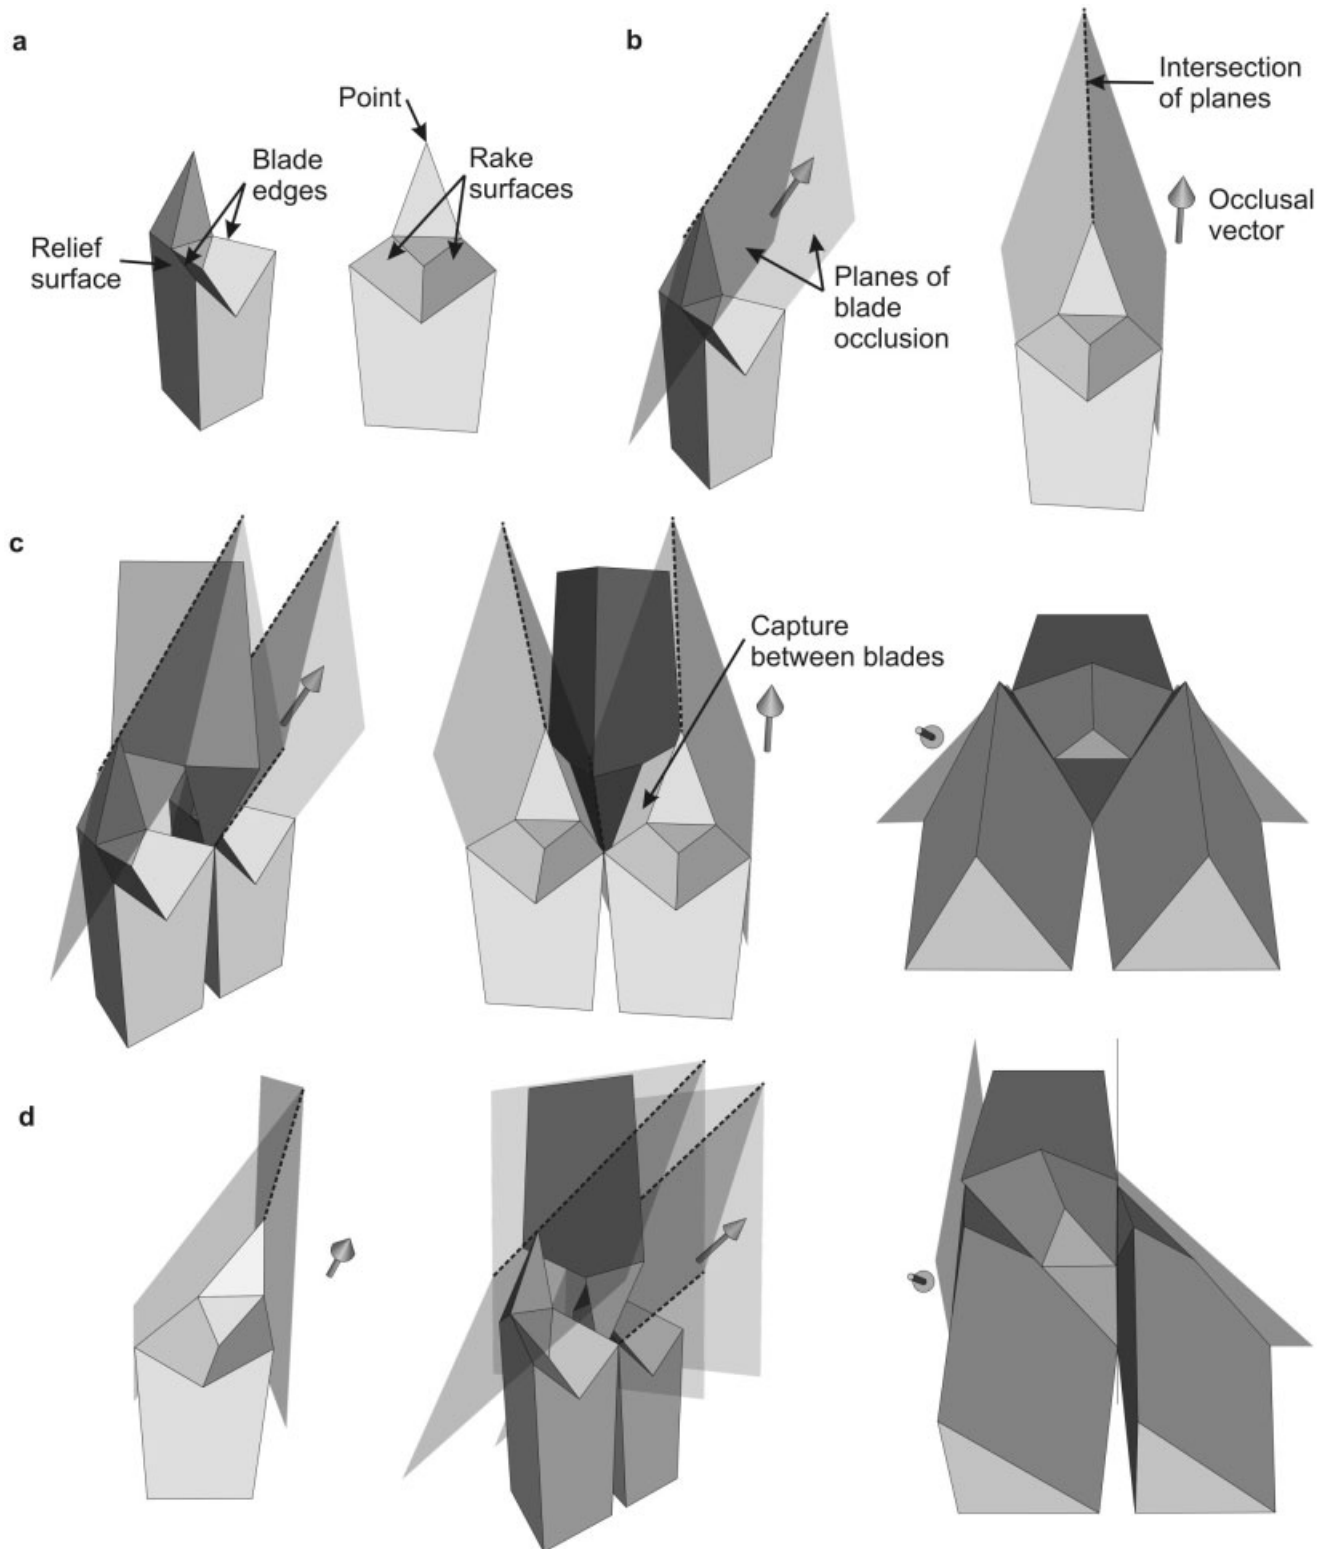 a
Point
Blade
edges
Rake
surfaces
Relief
surface
b
Intersection
of planes
Occlusal
vector
Planes of
blade
occlusion
c
Capture
between blades
d